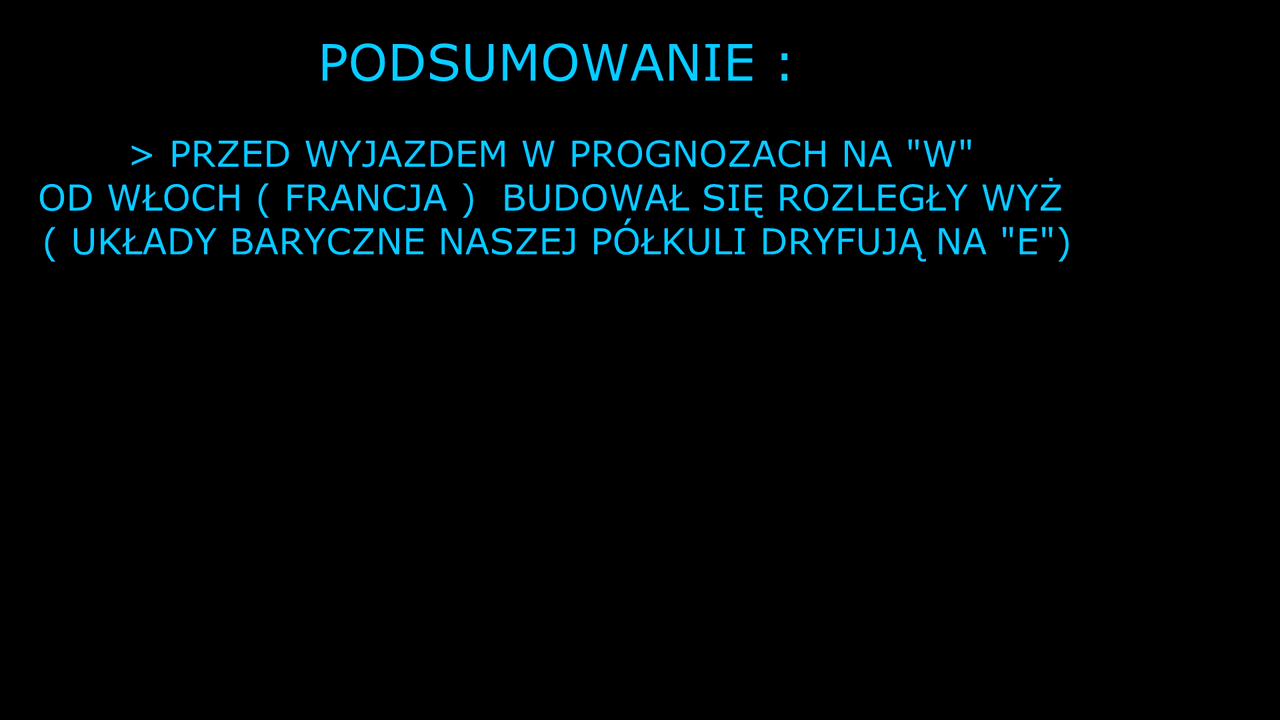 PODSUMOWANIE :
> PRZED WYJAZDEM W PROGNOZACH NA "W"
OD WŁOCH ( FRANCJA ) BUDOWAŁ SIĘ ROZLEGŁY WYŻ
( UKŁADY BARYCZNE NASZEJ PÓŁKULI DRYFUJĄ NA "E")